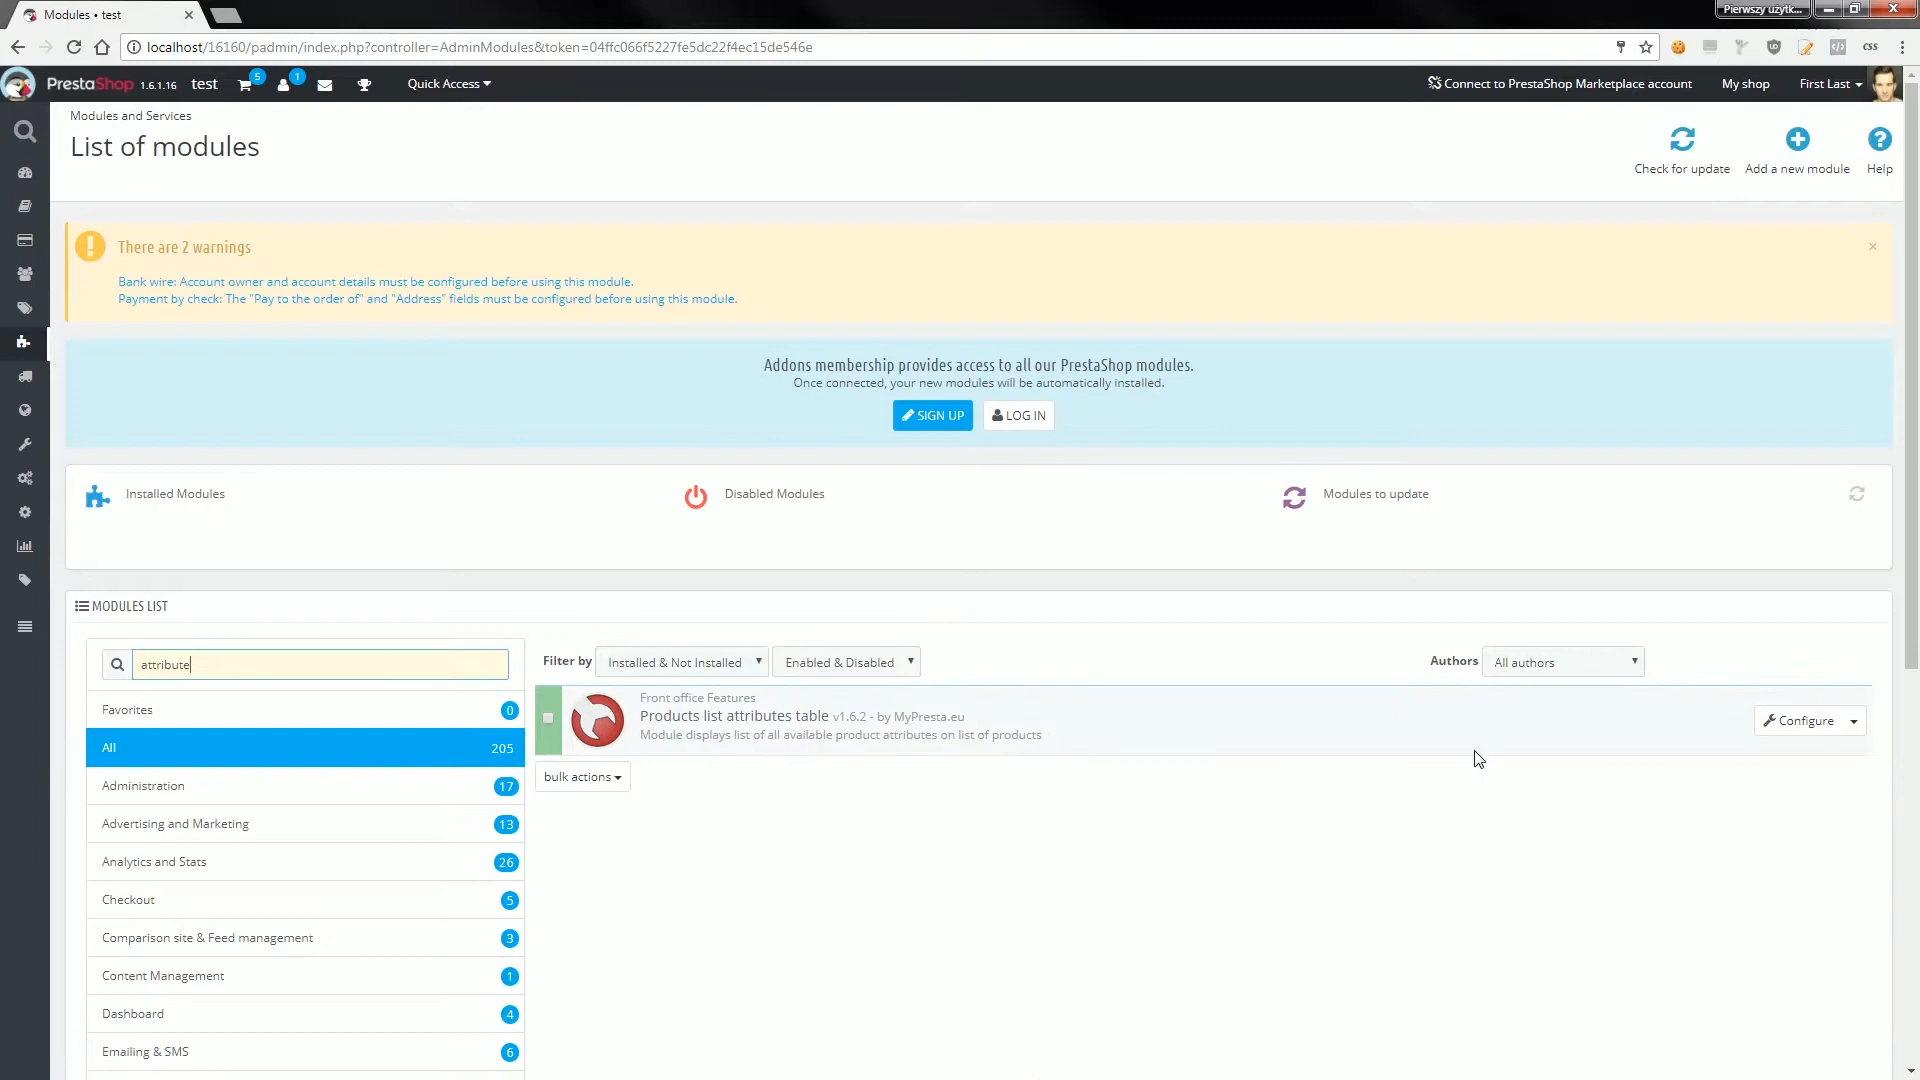 Modules • test
Pierwszy użytk...
localhost/16160/padmin/index.php?controller=AdminModules&token=04ffc066f5227fe5dc22f4ec15de546e
css
PrestaShop 1.6.1.16 test 5 1 Quick Access
Connect to PrestaShop Marketplace account My shop First Last
Modules and Services
List of modules
Check for update Add a new module Help
There are 2 warnings
Bank wire: Account owner and account details must be configured before using this module.
Payment by check: The "Pay to the order of" and "Address" fields must be configured before using this module.
Addons membership provides access to all our PrestaShop modules.
Once connected, your new modules will be automatically installed.
SIGN UP LOG IN
Installed Modules Disabled Modules Modules to update
MODULES LIST
attribute
Filter by Installed & Not Installed Enabled & Disabled Authors All authors
Front office Features
Products list attributes table v1.6.2 - by MyPresta.eu
Module displays list of all available product attributes on list of products
Configure
bulk actions
Favorites 0
All 205
Administration 17
Advertising and Marketing 13
Analytics and Stats 26
Checkout 5
Comparison site & Feed management 3
Content Management 1
Dashboard 4
Emailing & SMS 6